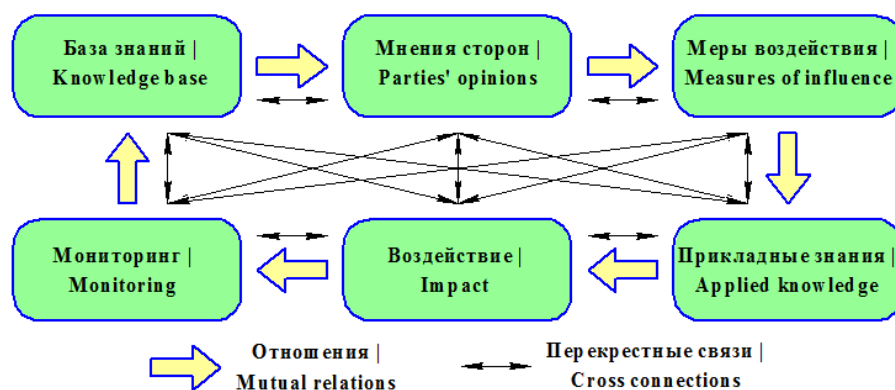 База знаний |
Knowledge base
Мнения сторон |
Parties' opinions
Меры воздействия |
Measures of influence
Мониторинг |
Monitoring
Воздействие |
Impact
Прикладные знания |
Applied knowledge
Отношения |
Mutual relations
Перекрестные связи |
Cross connections